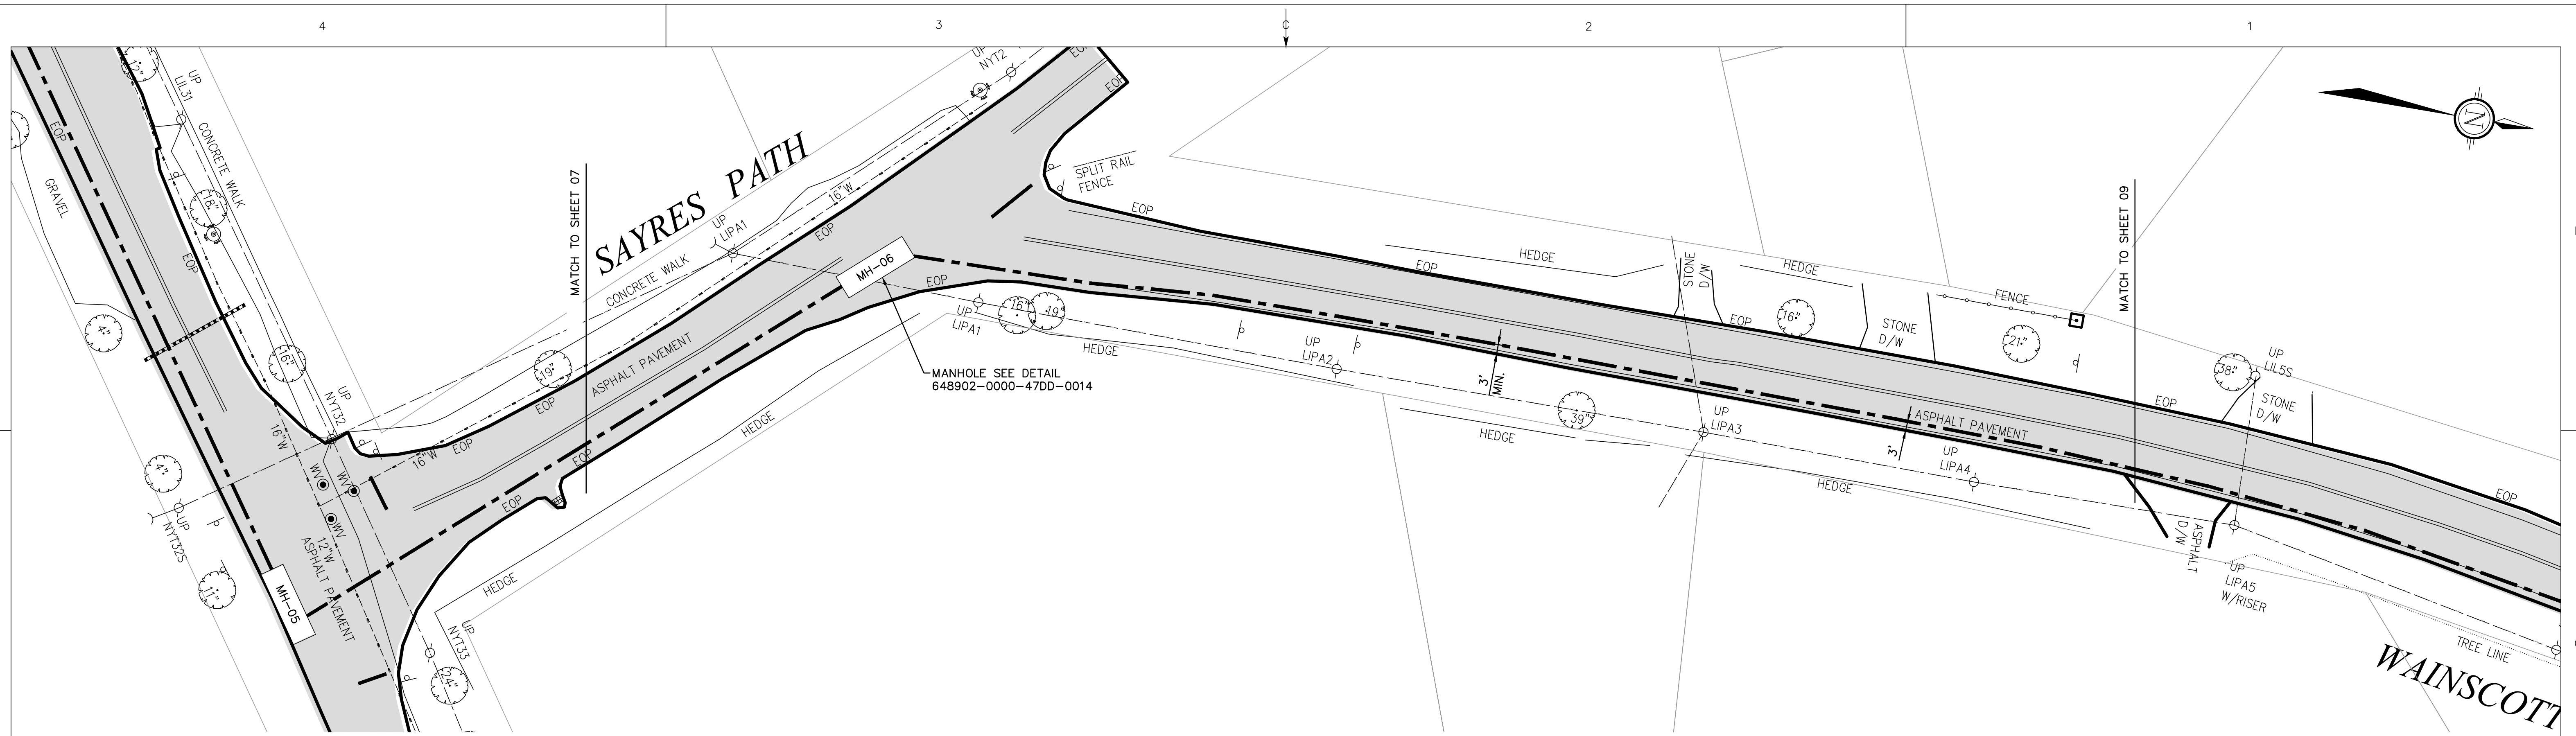 4
3
C
2
1
12"
UP
LIL31
EOP
GRAVEL
CONCRETE WALK
18"
EOP
4"
16"
4"
UP
NYT32
16"W
WV
WV
WV
12"W
ASPHALT PAVEMENT
UP
NYT32S
11"
MH-05
UP
NYT33
24"
HEDGE
EOP
EOP
16"W
EOP
EOP
19"
ASPHALT PAVEMENT
HEDGE
MATCH TO SHEET 07
SAYRES PATH
CONCRETE WALK
UP
LIPA1
16"W
EOP
EOP
MH-06
UP
NYT2
EOP
EOP
SPLIT RAIL
FENCE
MANHOLE SEE DETAIL
648902-0000-47DD-0014
UP
LIPA1
16"
19"
HEDGE
EOP
EOP
HEDGE
UP
LIPA2
3'
MIN.
39"
HEDGE
STONE
D/W
EOP
HEDGE
16"
STONE
D/W
FENCE
21"
N
UP
LIPA3
3'
ASPHALT PAVEMENT
UP
LIPA4
HEDGE
MATCH TO SHEET 09
EOP
38"
UP
LIL5S
STONE
D/W
EOP
ASPHALT
D/W
UP
LIPA5
W/RISER
TREE LINE
WAINSCOTT